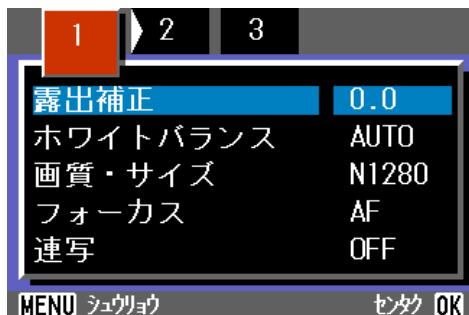 1 2 3
露出補正 0.0
ホワイトバランス AUTO
画質・サイズ N1280
フォーカス AF
連写 OFF
MENU シュウリョウ センタク OK